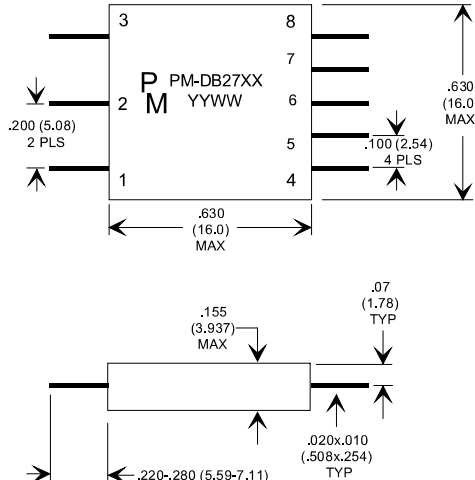 3
8
7
P PM-DB27XX
M YYWW
2
6
5
1
4
.200 (5.08)
2 PLS
.100 (2.54)
4 PLS
.630
(16.0)
MAX
.630
(16.0)
MAX
.07
(1.78)
TYP
.155
(3.937)
MAX
.020x.010
(.508x.254)
TYP
.220-.280 (5.59-7.11)